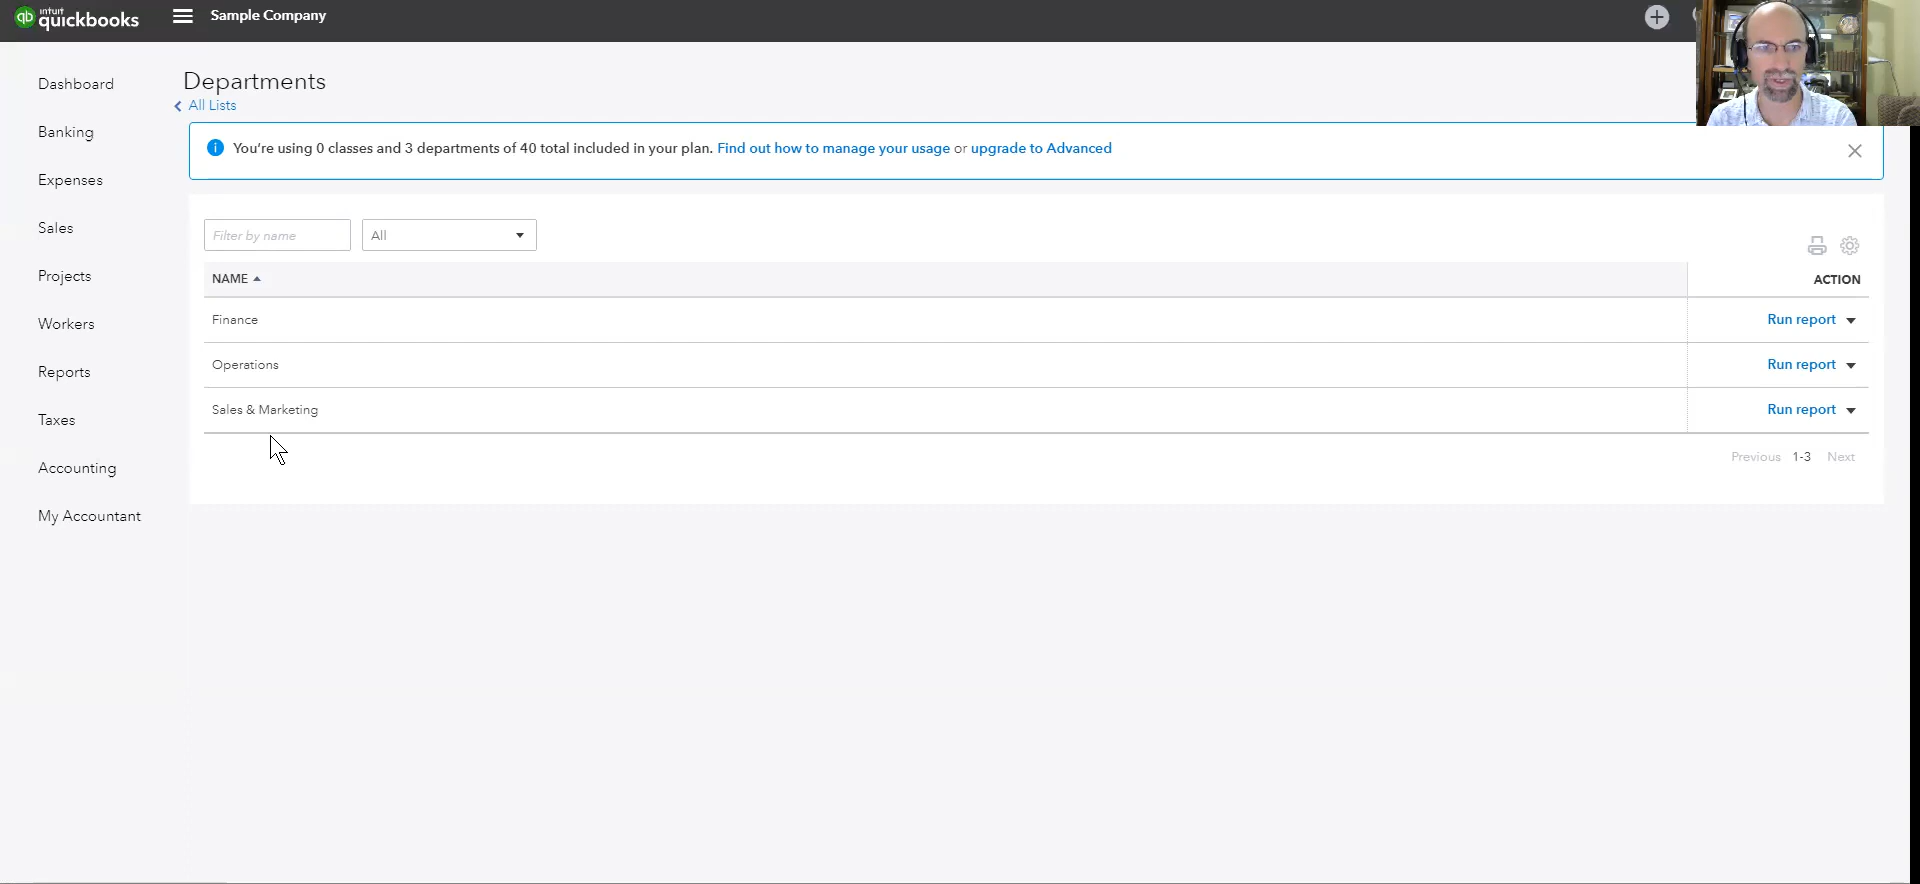 intuit
quickbooks
Sample Company
Dashboard
Banking
Expenses
Sales
Projects
Workers
Reports
Taxes
Accounting
My Accountant
Departments
All Lists
You're using 0 classes and 3 departments of 40 total included in your plan. Find out how to manage your usage or upgrade to Advanced
Filter by name
All
NAME
ACTION
Finance
Run report
Operations
Run report
Sales & Marketing
Run report
Previous 1-3 Next